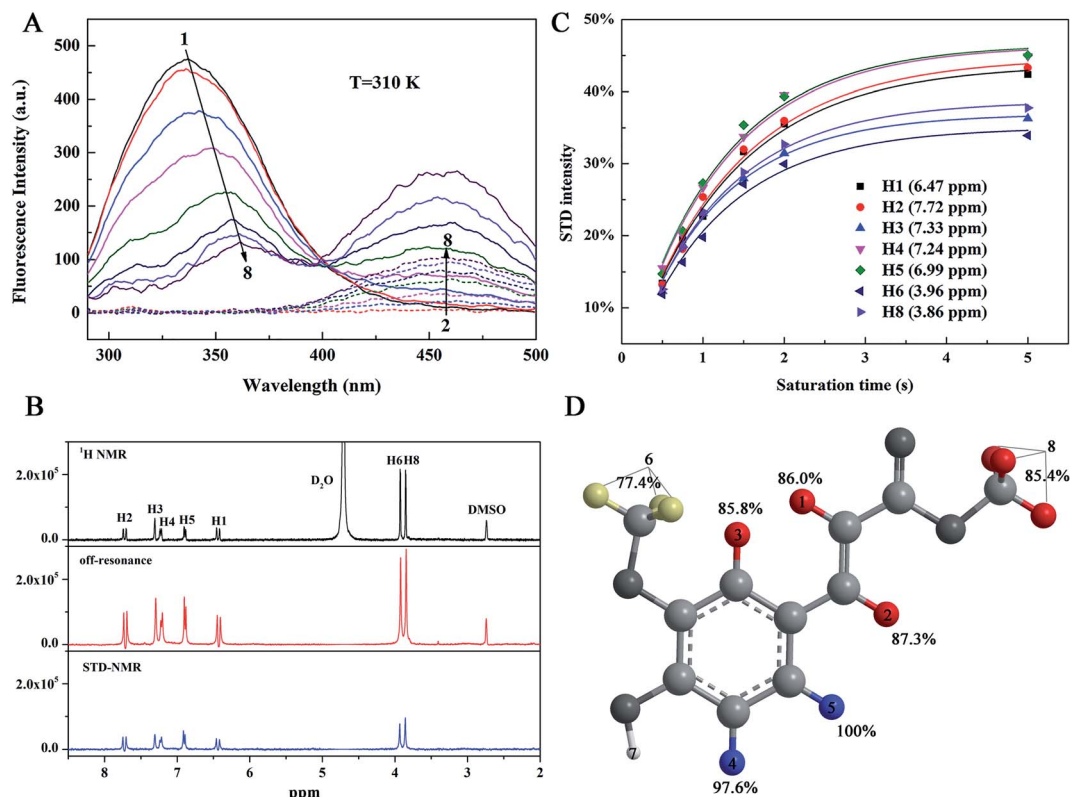 A
Fluorescence Intensity (a.u.)
500
400
300
200
100
0
1
T=310 K
8
8
2
300
350
400
450
500
Wavelength (nm)
C
STD intensity
50%
40%
30%
20%
10%
H1 (6.47 ppm)
H2 (7.72 ppm)
H3 (7.33 ppm)
H4 (7.24 ppm)
H5 (6.99 ppm)
H6 (3.96 ppm)
H8 (3.86 ppm)
0
1
2
3
4
5
Saturation time (s)
B
¹H NMR
2.0x10⁵
0.0
H2
H3
H4
H5
H1
D₂O
H6
H8
DMSO
off-resonance
2.0x10⁵
0.0
STD-NMR
2.0x10⁵
0.0
8
7
6
5
4
3
2
ppm
D
6
77.4%
85.8%
3
86.0%
1
8
85.4%
2
87.3%
5
100%
7
4
97.6%